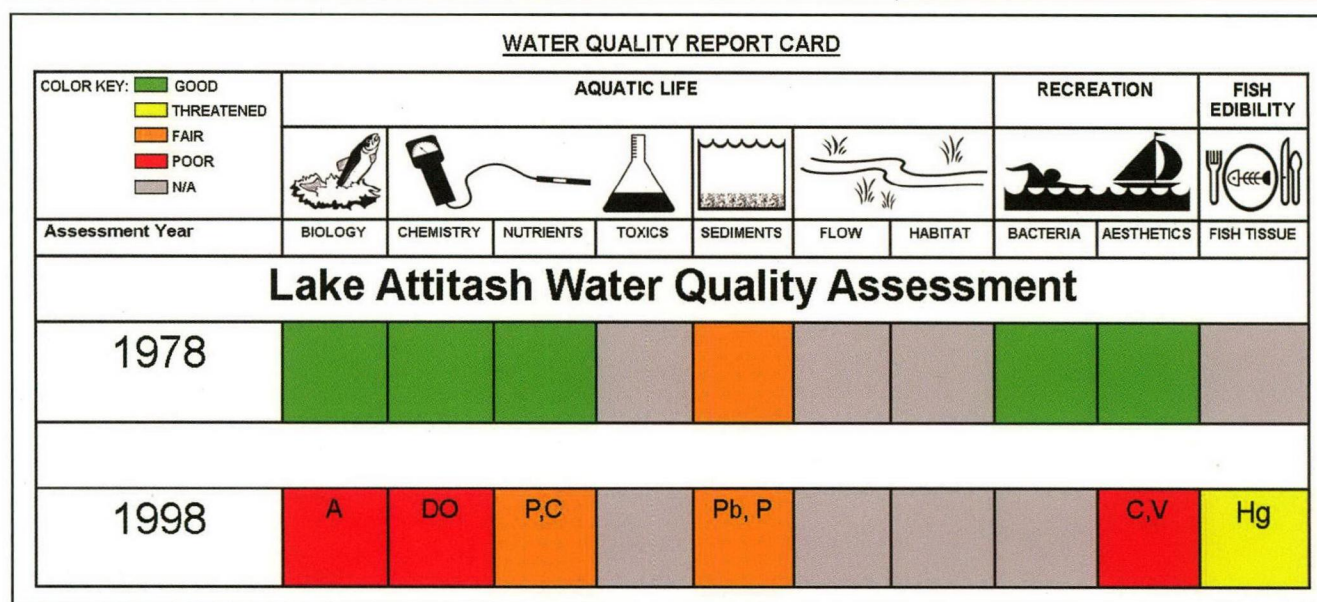 WATER QUALITY REPORT CARD
COLOR KEY: GOOD
THREATENED
FAIR
POOR
N/A
AQUATIC LIFE
RECREATION
FISH EDIBILITY
Assessment Year BIOLOGY CHEMISTRY NUTRIENTS TOXICS SEDIMENTS FLOW HABITAT BACTERIA AESTHETICS FISH TISSUE
Lake Attitash Water Quality Assessment
1978
1998 A DO P,C Pb, P C,V Hg